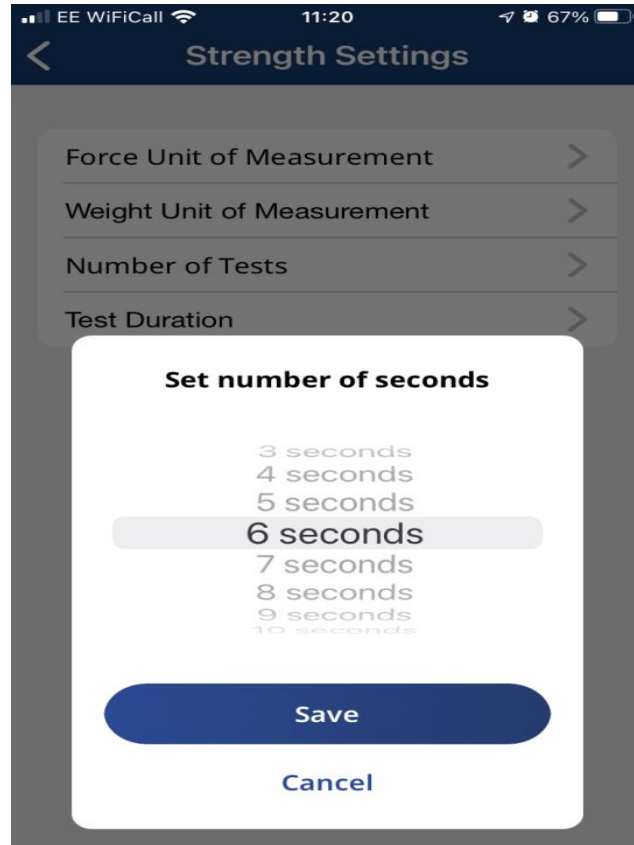 EE WiFiCall 11:20 67%
Strength Settings
Force Unit of Measurement
Weight Unit of Measurement
Number of Tests
Test Duration
Set number of seconds
3 seconds
4 seconds
5 seconds
6 seconds
7 seconds
8 seconds
9 seconds
10 seconds
Save
Cancel